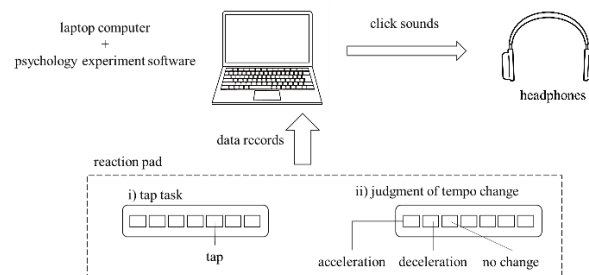 laptop computer
+
psychology experiment software
click sounds
headphones
data records
reaction pad
i) tap task
tap
ii) judgment of tempo change
acceleration
deceleration
no change